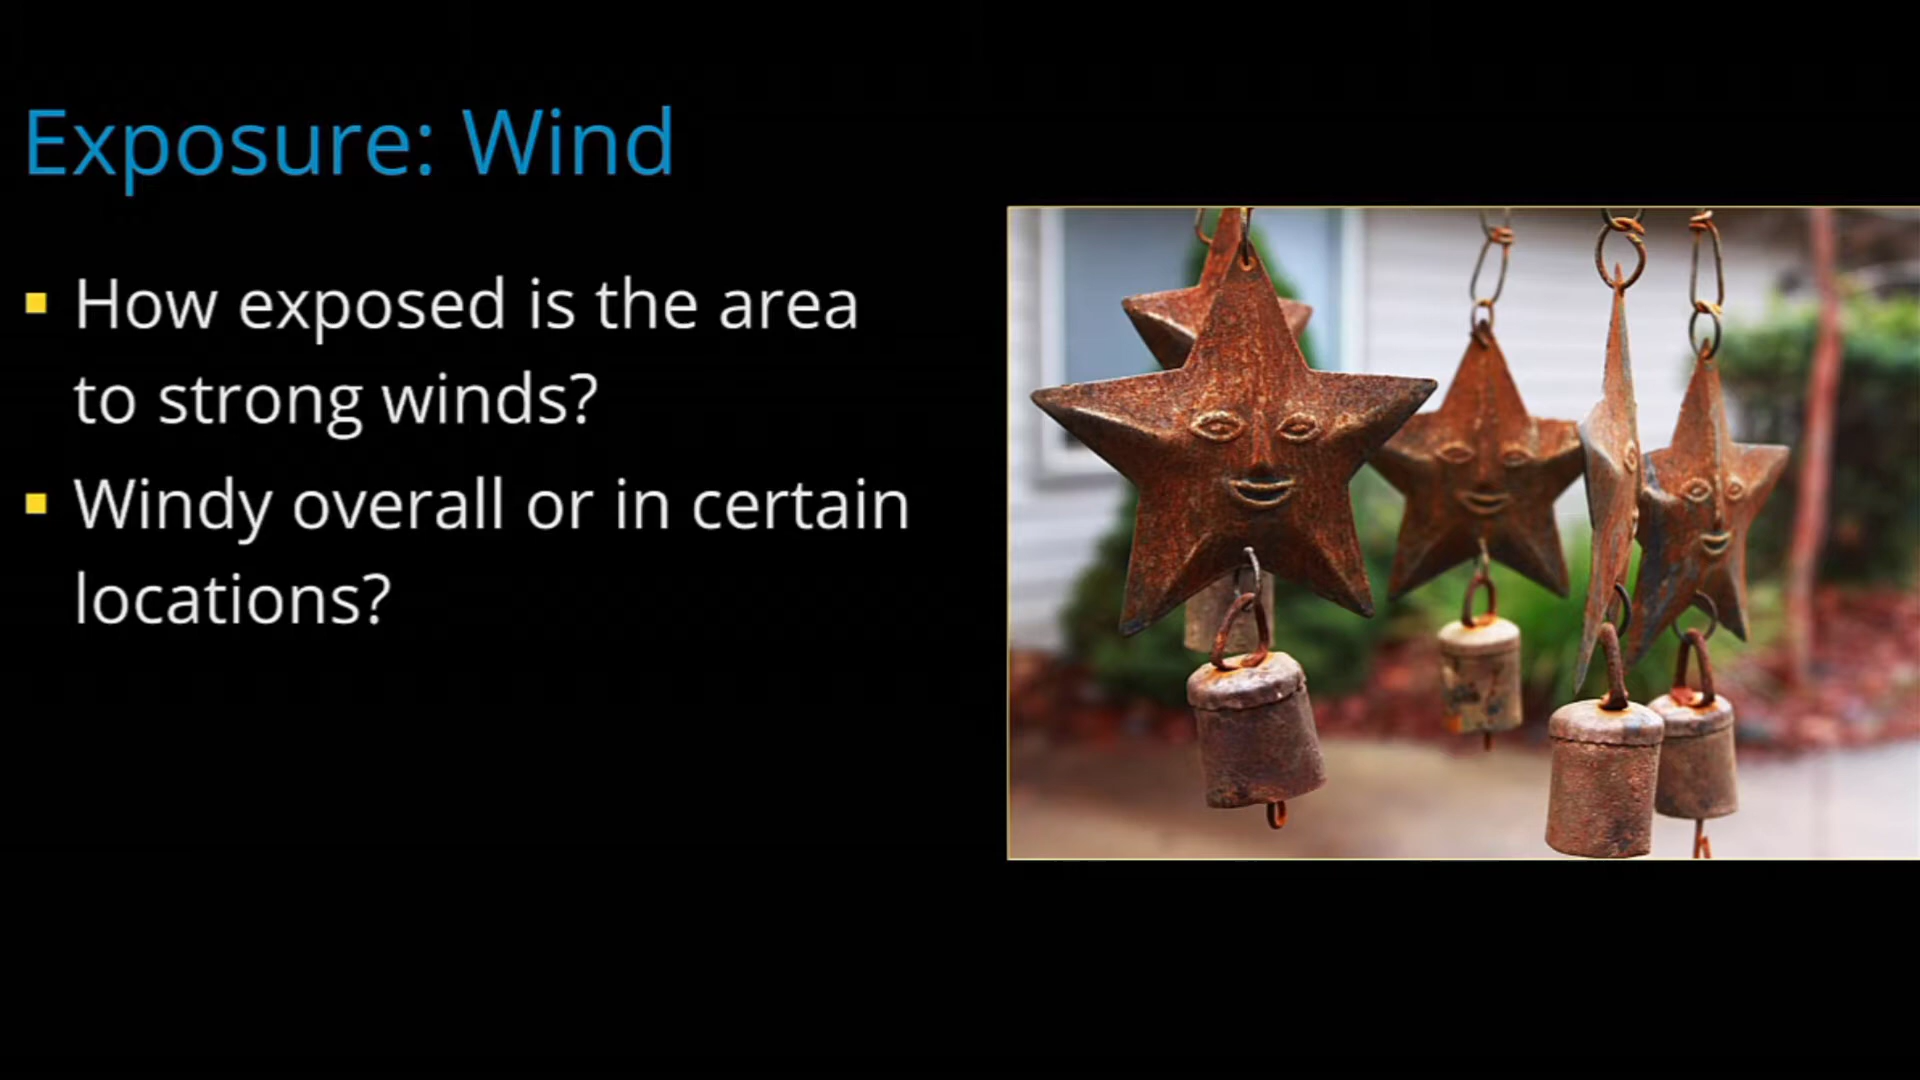 Exposure: Wind
How exposed is the area
to strong winds?
Windy overall or in certain
locations?